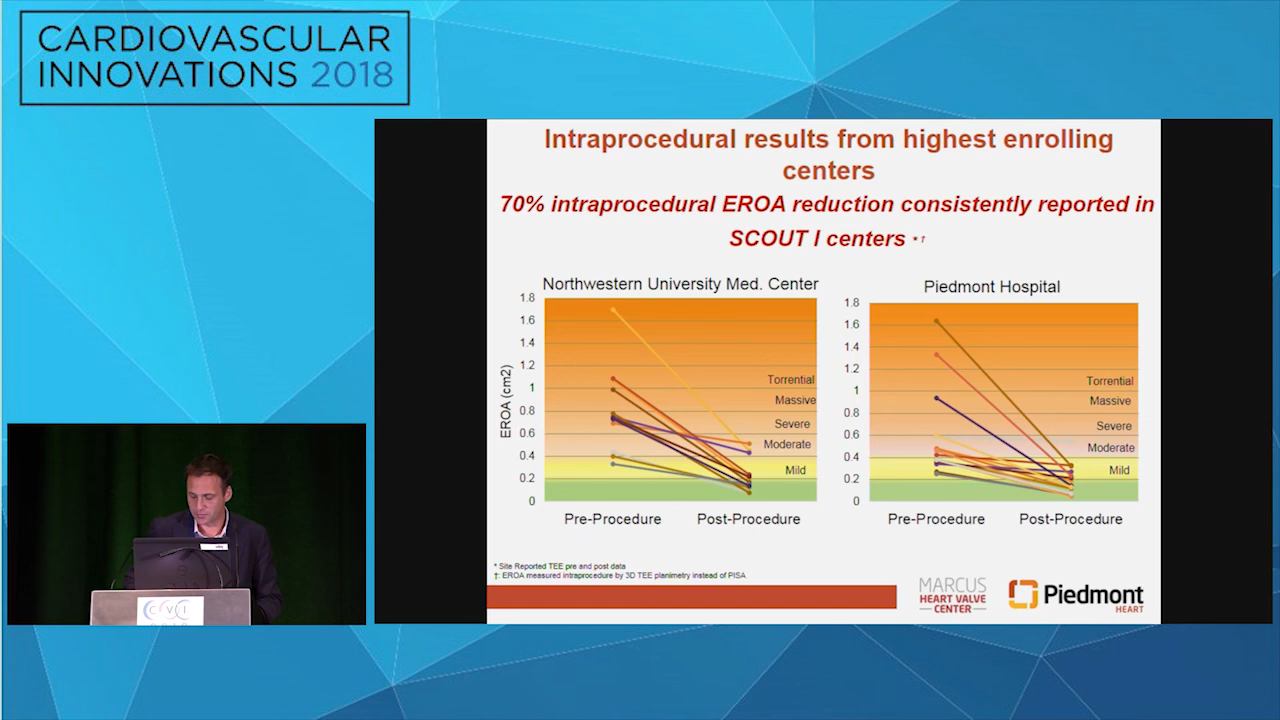 CARDIOVASCULAR
INNOVATIONS 2018
Intraprocedural results from highest enrolling
centers
70% intraprocedural EROA reduction consistently reported in
SCOUT I centers * †
Northwestern University Med. Center
EROA (cm2)
1.8
1.6
1.4
1.2
1
0.8
0.6
0.4
0.2
0
Torrential
Massive
Severe
Moderate
Mild
Pre-Procedure
Post-Procedure
Piedmont Hospital
1.8
1.6
1.4
1.2
1
0.8
0.6
0.4
0.2
0
Torrential
Massive
Severe
Moderate
Mild
Pre-Procedure
Post-Procedure
* Site Reported TEE pre and post data
†: EROA measured intraprocedure by 3D TEE planimetry instead of PISA
MARCUS
HEART VALVE
CENTER
Piedmont
HEART
CVI